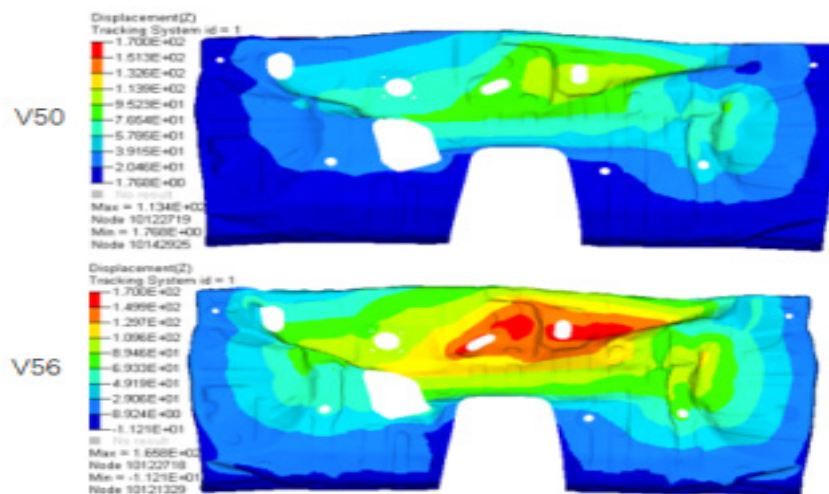 Displacement(Z)
Tracking System id = 1
1.700E+02
1.513E+02
1.326E+02
1.139E+02
9.523E+01
7.654E+01
5.785E+01
3.915E+01
2.046E+01
1.768E+00
No result
Max = 1.134E+02
Node 10122719
Min = 1.768E+00
Node 10142925
V50
Displacement(Z)
Tracking System id = 1
1.700E+02
1.499E+02
1.297E+02
1.096E+02
8.946E+01
6.933E+01
4.919E+01
2.906E+01
8.924E+00
-1.121E+01
No result
Max = 1.658E+02
Node 10122718
Min = -1.121E+01
Node 10121329
V56